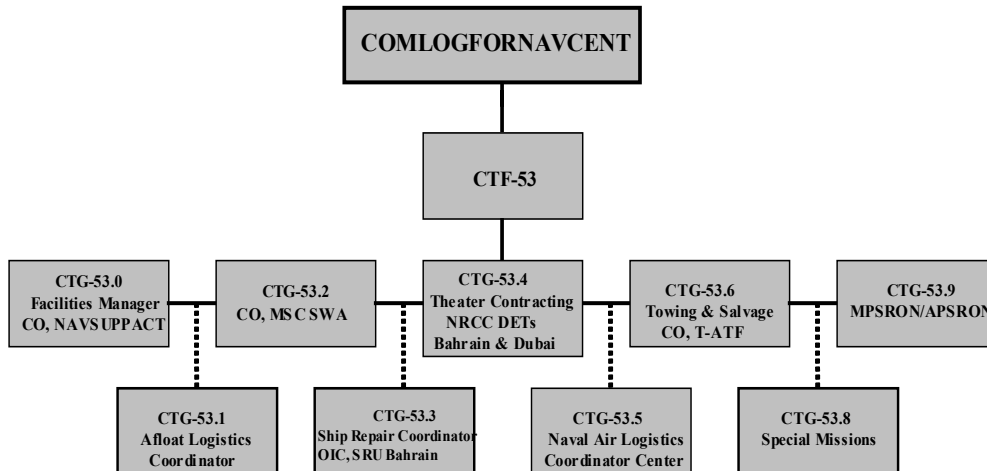 COMLOGFORNAVCENT
CTF-53
CTG-53.0
Facilities Manager
CO, NAVSUPPACT
CTG-53.2
CO, MSC SWA
CTG-53.4
Theater Contracting
NRCC DETs
Bahrain & Dubai
CTG-53.6
Towing & Salvage
CO, T-ATF
CTG-53.9
MPSRON/APSRON
CTG-53.1
Afloat Logistics
Coordinator
CTG-53.3
Ship Repair Coordinator
OIC, SRU Bahrain
CTG-53.5
Naval Air Logistics
Coordinator Center
CTG-53.8
Special Missions